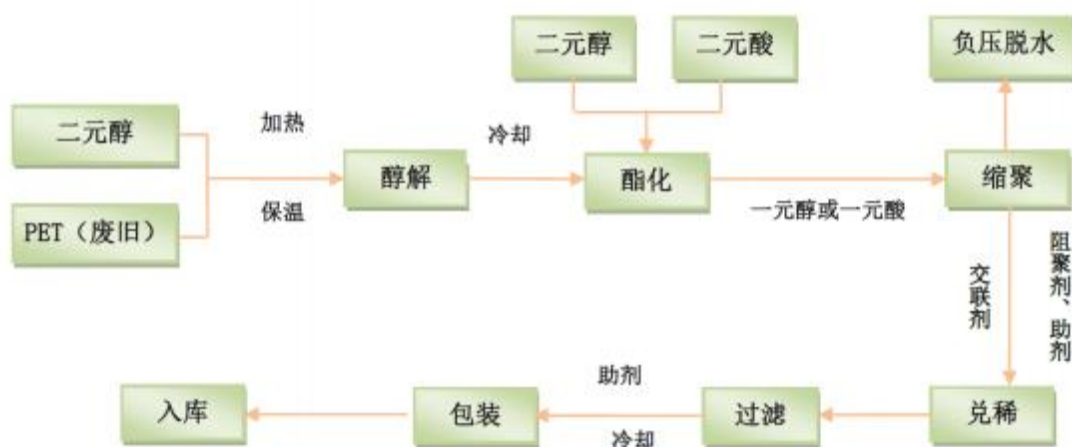 二元醇
二元酸
负压脱水
二元醇
加热
冷却
醇解
酯化
缩聚
PET（废旧）
保温
一元醇或一元酸
交联剂
阻聚剂、助剂
助剂
入库
包装
过滤
兑稀
冷却